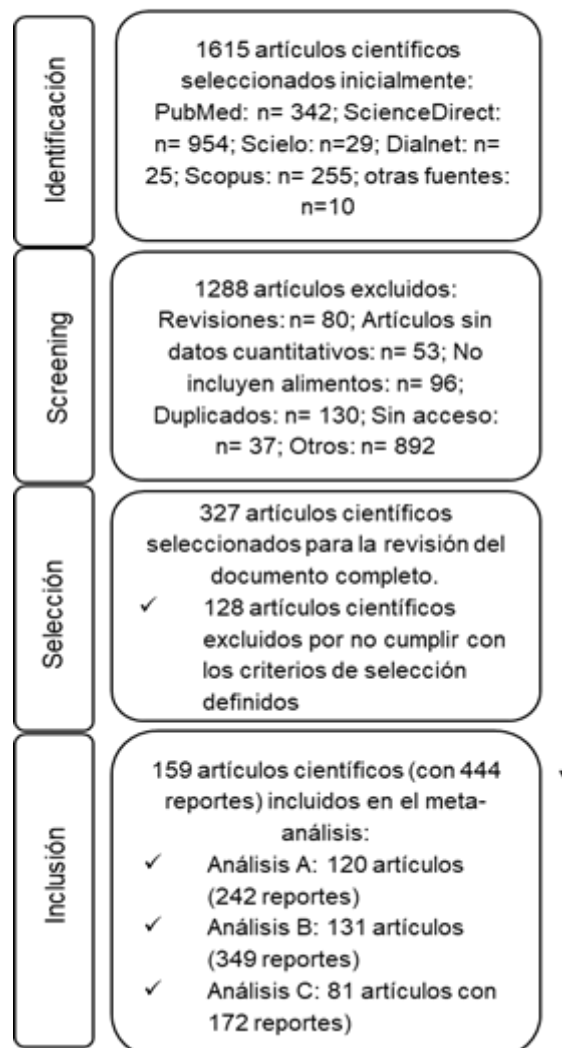 Identificación
1615 artículos científicos
seleccionados inicialmente:
PubMed: n= 342; ScienceDirect:
n= 954; Scielo: n=29; Dialnet: n=
25; Scopus: n= 255; otras fuentes:
n=10
Screening
1288 artículos excluidos:
Revisiones: n= 80; Artículos sin
datos cuantitativos: n= 53; No
incluyen alimentos: n= 96;
Duplicados: n= 130; Sin acceso:
n= 37; Otros: n= 892
Selección
327 artículos científicos
seleccionados para la revisión del
documento completo.
✓ 128 artículos científicos
excluidos por no cumplir con
los criterios de selección
definidos
Inclusión
159 artículos científicos (con 444
reportes) incluidos en el meta-
análisis:
✓ Análisis A: 120 artículos
(242 reportes)
✓ Análisis B: 131 artículos
(349 reportes)
✓ Análisis C: 81 artículos con
172 reportes)